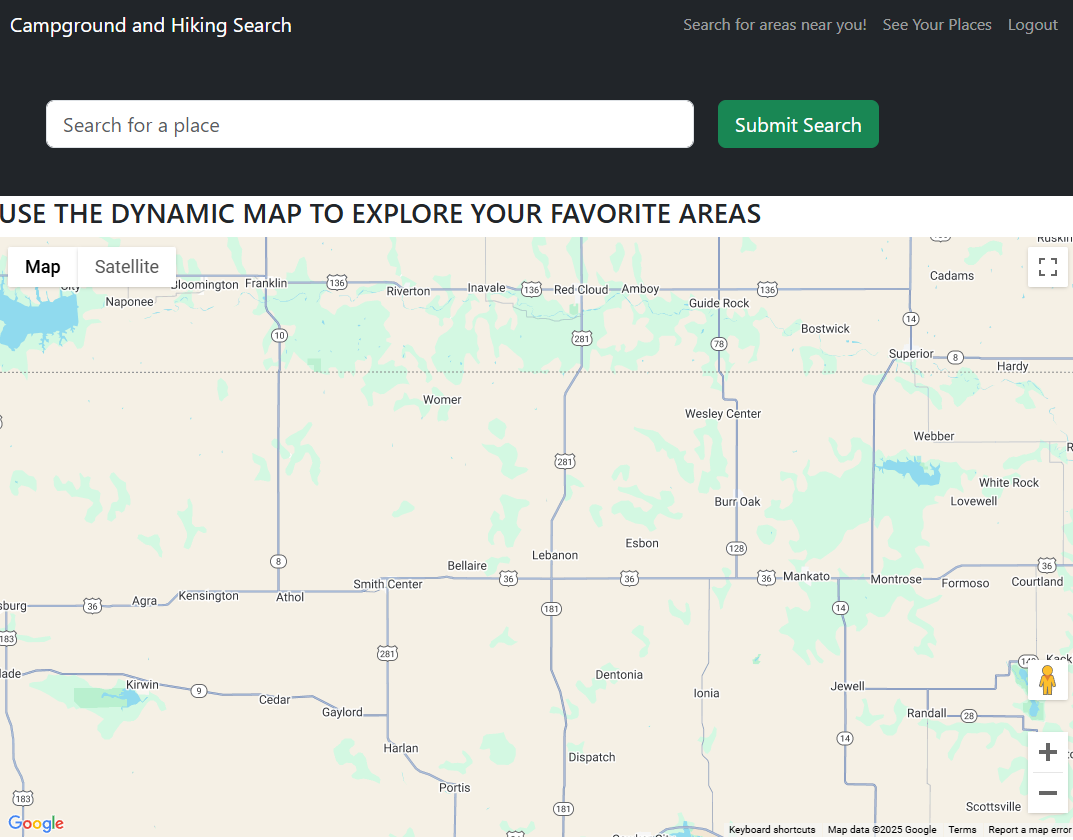 Campground and Hiking Search
Search for areas near you! See Your Places Logout
Search for a place
Submit Search
USE THE DYNAMIC MAP TO EXPLORE YOUR FAVORITE AREAS
Map Satellite
Ruskin
Cadams
City
Bloomington Franklin
136
Riverton
Inavale
136
Red Cloud
Amboy
136
Naponee
Guide Rock
14
Bostwick
10
281
78
Superior
8
Hardy
Womer
Wesley Center
Webber
281
White Rock
Lovewell
Burr Oak
Esbon
128
Lebanon
8
Bellaire
36
36
36
Mankato
Montrose
36
Formoso
Courtland
Smith Center
Kensington
Athol
Agra
36
sburg
181
14
183
281
Kirwin
9
Cedar
Gaylord
Dentonia
Ionia
Jewell
Randall
28
Harlan
14
Dispatch
Portis
183
181
Scottsville
Google
Keyboard shortcuts Map data ©2025 Google Terms Report a map error